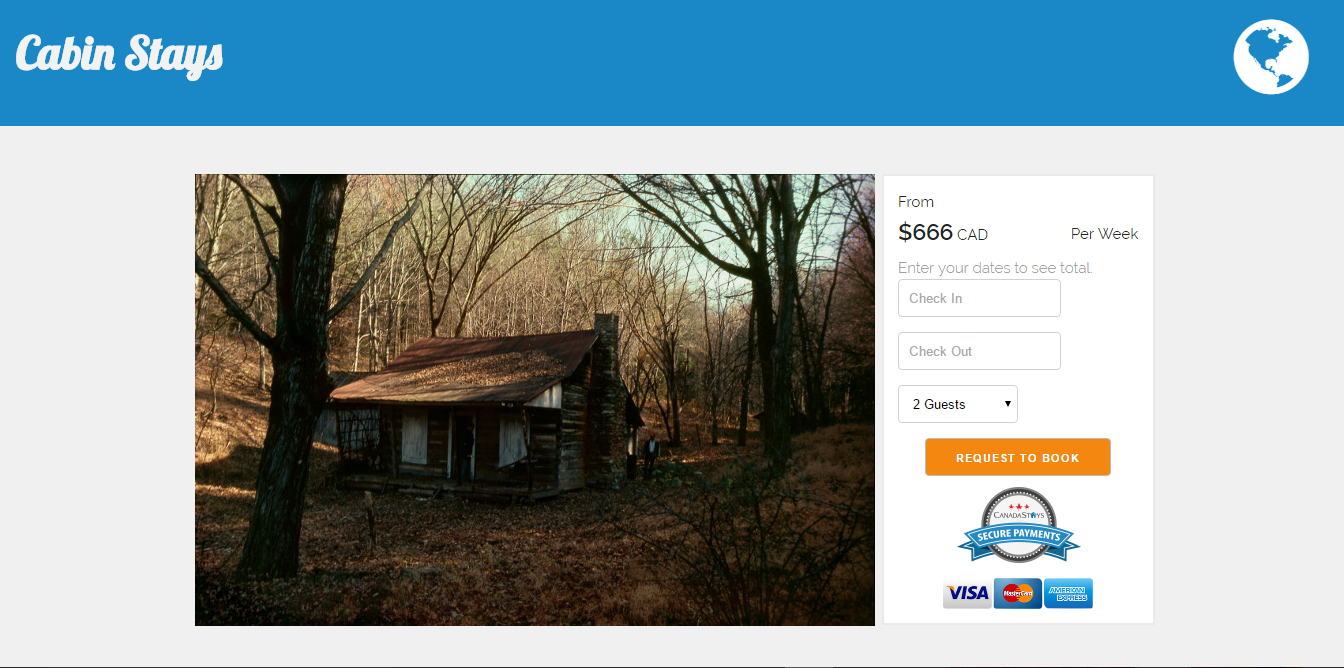 Cabin Stays
From
$666 CAD
Per Week
Enter your dates to see total.
Check In
Check Out
2 Guests
REQUEST TO BOOK
CANADASTAYS
SECURE PAYMENTS
VISA
MasterCard
AMERICAN
EXPRESS